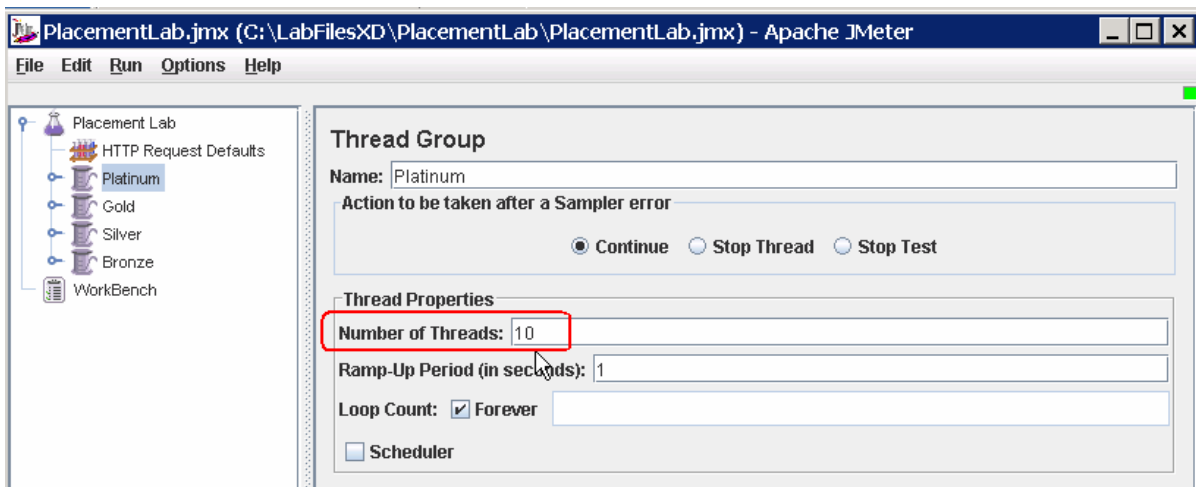 PlacementLab.jmx (C:\LabFilesXD\PlacementLab\PlacementLab.jmx) - Apache JMeter
File Edit Run Options Help
Placement Lab
HTTP Request Defaults
Platinum
Gold
Silver
Bronze
WorkBench
Thread Group
Name: Platinum
Action to be taken after a Sampler error
Continue Stop Thread Stop Test
Thread Properties
Number of Threads: 10
Ramp-Up Period (in seconds): 1
Loop Count: Forever
Scheduler